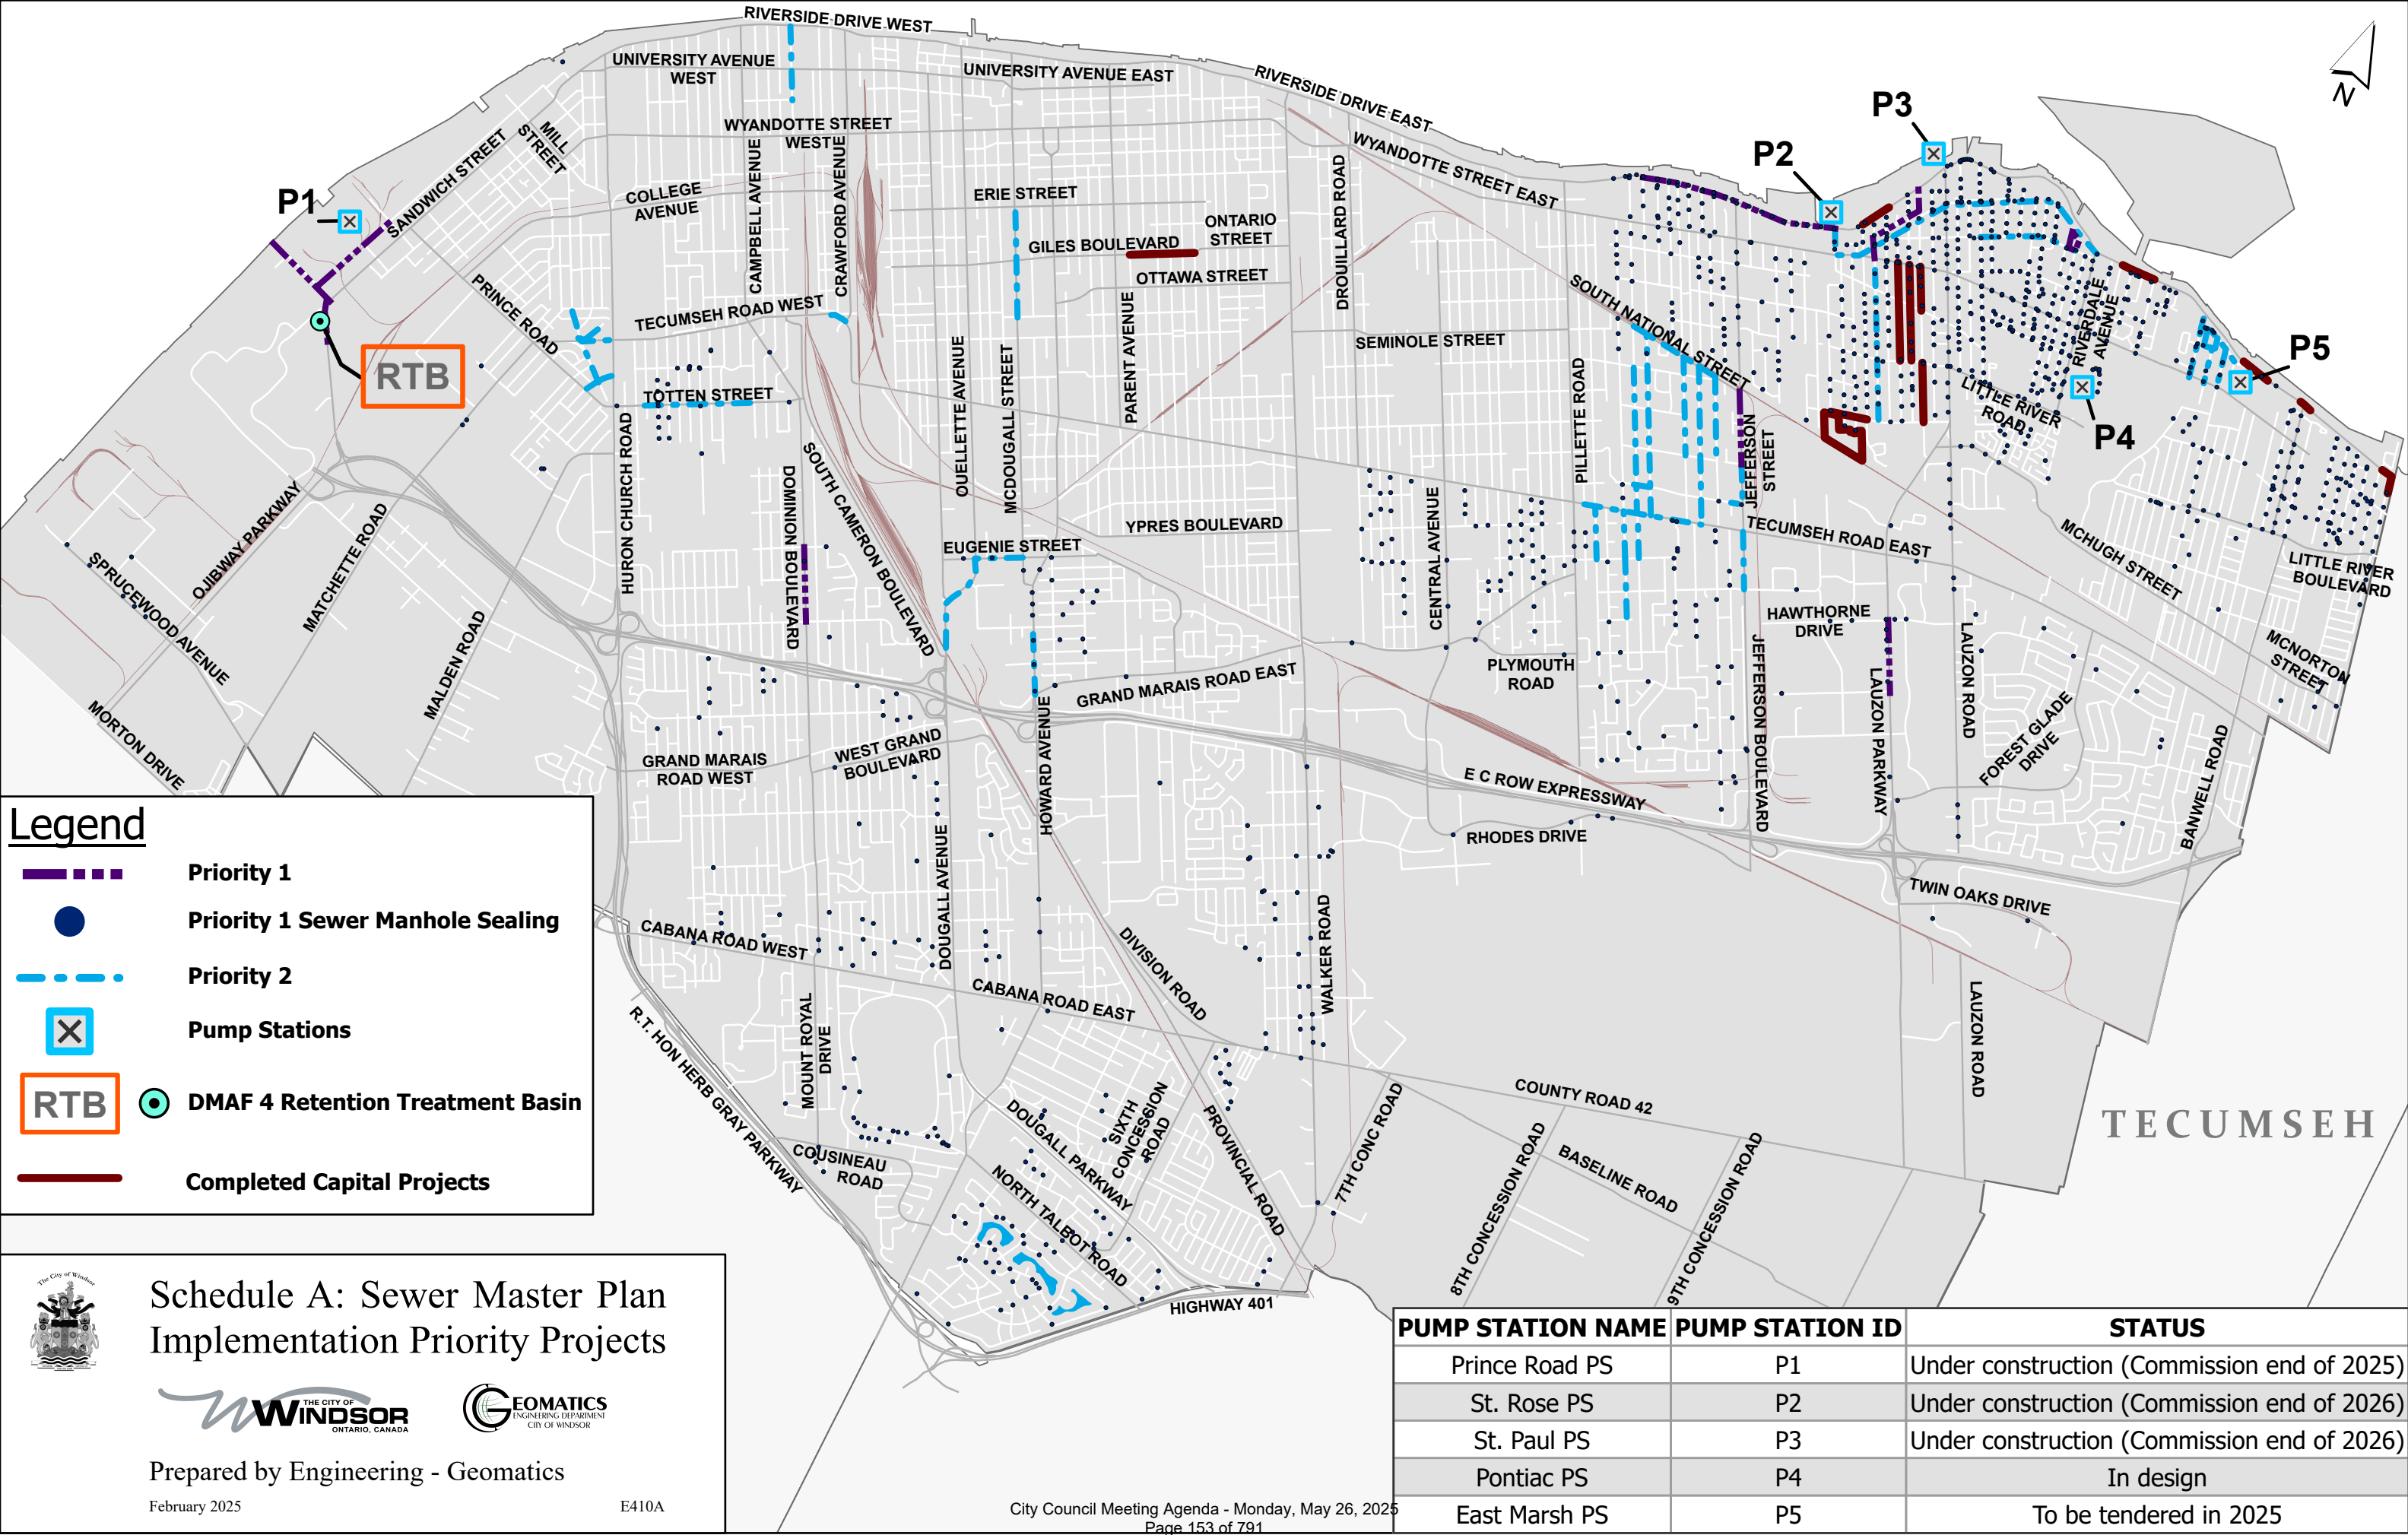 RIVERSIDE DRIVE WEST
UNIVERSITY AVENUE
WEST
UNIVERSITY AVENUE EAST
RIVERSIDE DRIVE EAST
N
P3
P2
P1
SANDWICH STREET
MILL
STREET
WYANDOTTE STREET
WEST
WYANDOTTE STREET EAST
COLLEGE
AVENUE
CAMPBELL AVENUE
CRAWFORD AVENUE
ERIE STREET
GILES BOULEVARD
ONTARIO
STREET
OTTAWA STREET
DROUILLARD ROAD
PRINCE ROAD
TECUMSEH ROAD WEST
OUELLETTE AVENUE
MCDOUGALL STREET
PARENT AVENUE
SEMINOLE STREET
SOUTH NATIONAL STREET
PILLETTE ROAD
RIVERDALE
AVENUE
P5
P4
LITTLE RIVER
ROAD
RTB
TOTTEN STREET
HURON CHURCH ROAD
DOMINION BOULEVARD
SOUTH CAMERON BOULEVARD
JEFFERSON
STREET
CENTRAL AVENUE
YPRES BOULEVARD
EUGENIE STREET
TECUMSEH ROAD EAST
MCHUGH STREET
LITTLE RIVER
BOULEVARD
MCNORTON
STREET
OJIBWAY PARKWAY
MATCHETTE ROAD
SPRUCEWOOD AVENUE
MALDEN ROAD
MORTON DRIVE
HAWTHORNE
DRIVE
PLYMOUTH
ROAD
JEFFERSON BOULEVARD
LAUZON PARKWAY
LAUZON ROAD
FOREST GLADE
DRIVE
BANWELL ROAD
GRAND MARAIS ROAD EAST
GRAND MARAIS
ROAD WEST
WEST GRAND
BOULEVARD
HOWARD AVENUE
DOUGALL AVENUE
E C ROW EXPRESSWAY
RHODES DRIVE
TWIN OAKS DRIVE
CABANA ROAD WEST
CABANA ROAD EAST
DIVISION ROAD
WALKER ROAD
LAUZON ROAD
R.T. HON HERB GRAY PARKWAY
MOUNT ROYAL
DRIVE
COUSINEAU
ROAD
DOUGALL PARKWAY
SIXTH
CONCESSION
ROAD
NORTH TALBOT ROAD
PROVINCIAL ROAD
7TH CONC ROAD
COUNTY ROAD 42
8TH CONCESSION ROAD
BASELINE ROAD
9TH CONCESSION ROAD
HIGHWAY 401
TECUMSEH
Legend
Priority 1
Priority 1 Sewer Manhole Sealing
Priority 2
Pump Stations
RTB DMAF 4 Retention Treatment Basin
Completed Capital Projects
The City of Windsor
Schedule A: Sewer Master Plan
Implementation Priority Projects
THE CITY OF
WINDSOR
ONTARIO, CANADA
GEOMATICS
ENGINEERING DEPARTMENT
CITY OF WINDSOR
Prepared by Engineering - Geomatics
February 2025 E410A
City Council Meeting Agenda - Monday, May 26, 2025
Page 153 of 791
PUMP STATION NAME PUMP STATION ID STATUS
Prince Road PS P1 Under construction (Commission end of 2025)
St. Rose PS P2 Under construction (Commission end of 2026)
St. Paul PS P3 Under construction (Commission end of 2026)
Pontiac PS P4 In design
East Marsh PS P5 To be tendered in 2025